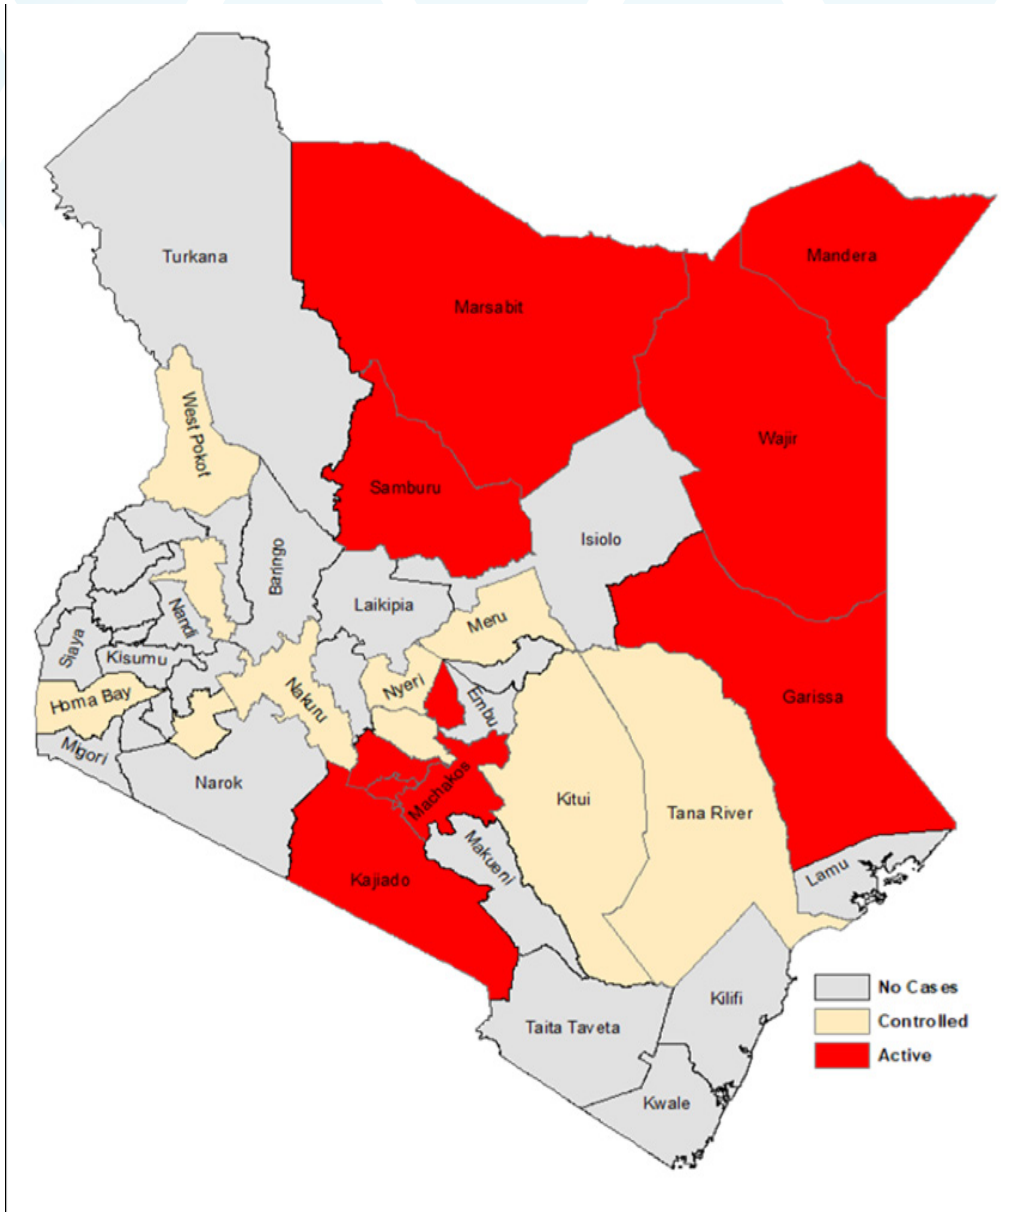 Turkana
Mandera
Marsabit
West Pokot
Wajir
Samburu
Isiolo
Baringo
Laikipia
Nandi
Meru
Siaya
Kisumu
Nyeri
Homa Bay
Nakuru
Embu
Garissa
Migori
Narok
Machakos
Kitui
Tana River
Makueni
Lamu
Kajiado
No Cases
Kilifi
Controlled
Taita Taveta
Active
Kwale